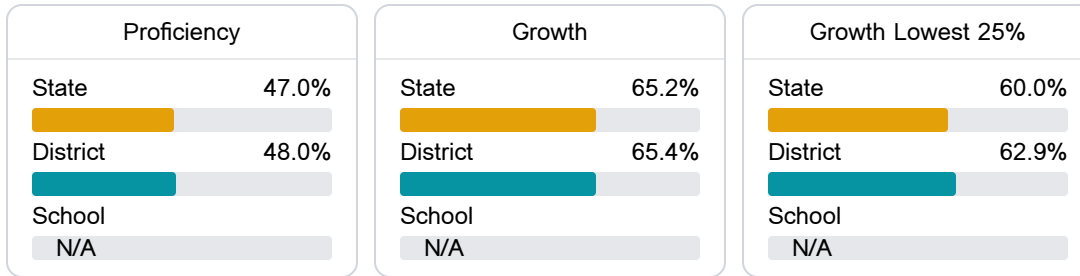 Proficiency
State 47.0%
District 48.0%
School
N/A
Growth
State 65.2%
District 65.4%
School
N/A
Growth Lowest 25%
State 60.0%
District 62.9%
School
N/A